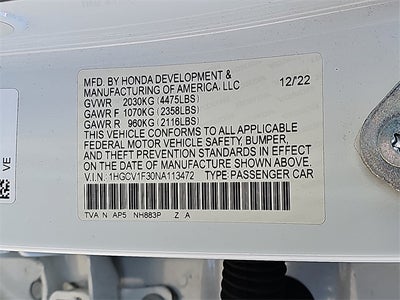 MFD. BY HONDA DEVELOPMENT &
MANUFACTURING OF AMERICA, LLC 12/22
GVWR 2030KG (4475LBS)
GAWR F 1070KG (2358LBS)
GAWR R 960KG (2116LBS)
THIS VEHICLE CONFORMS TO ALL APPLICABLE
FEDERAL MOTOR VEHICLE SAFETY, BUMPER,
AND THEFT PREVENTION STANDARDS IN EFFECT
ON THE DATE OF MANUFACTURE SHOWN ABOVE.
V.I.N. 1HGCV1F30NA113472 TYPE:PASSENGER CAR
TVA N AP5 NH883P Z A
VE